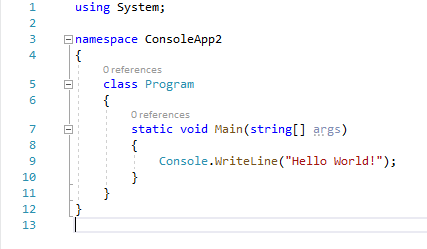 1 using System;
2
3 namespace ConsoleApp2
4 {
0 references
5 class Program
6 {
0 references
7 static void Main(string[] args)
8 {
9 Console.WriteLine("Hello World!");
10 }
11 }
12 }
13